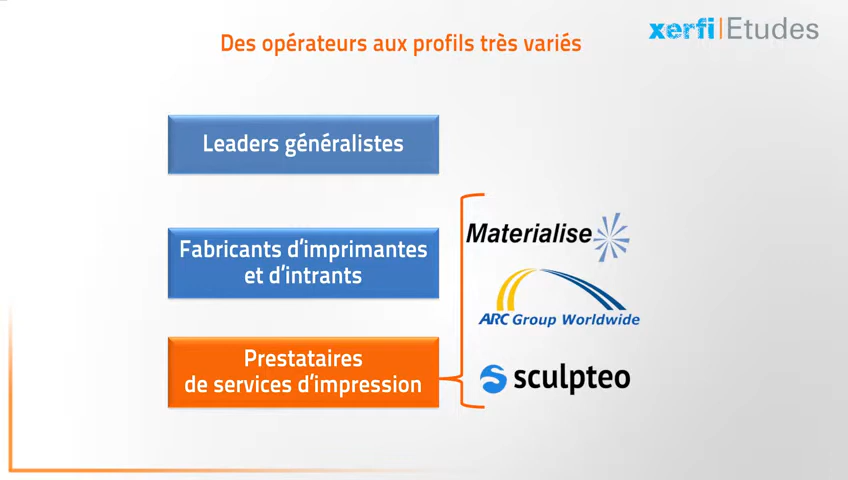 Des opérateurs aux profils très variés
xerfi|Etudes
Leaders généralistes
Fabricants d'imprimantes
et d'intrants
Prestataires
de services d'impression
Materialise
ARC Group Worldwide
sculpteo